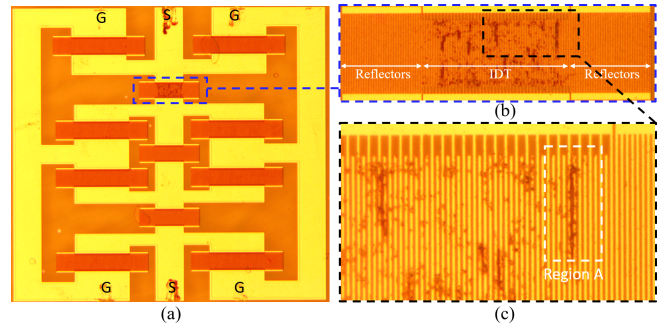 G S G
G S G
(a)
Reflectors IDT Reflectors
(b)
Region A
(c)